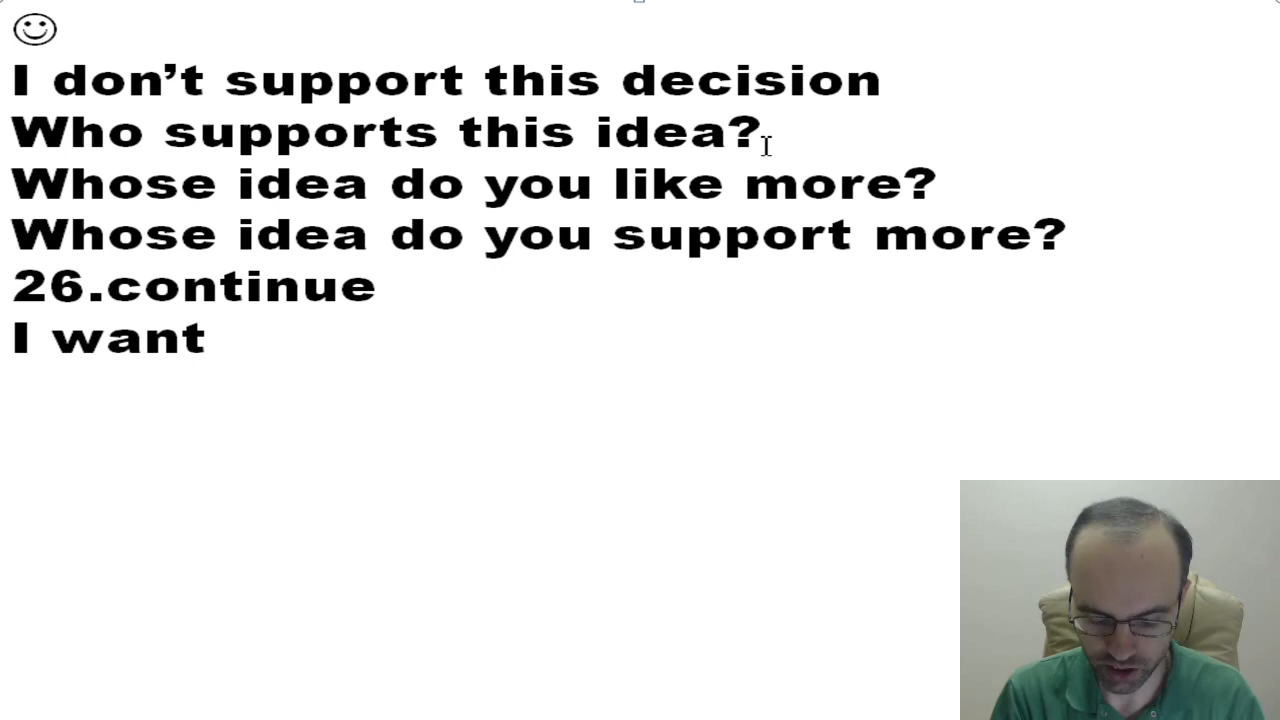 I don’t support this decision
Who supports this idea?
Whose idea do you like more?
Whose idea do you support more?
26.continue
I want